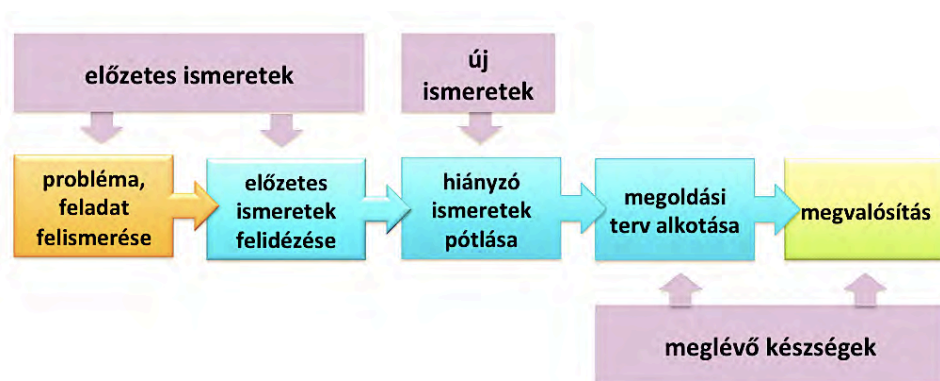 előzetes ismeretek
új
ismeretek
probléma,
feladat
felismerése
előzetes
ismeretek
felidézése
hiányzó
ismeretek
pótlása
megoldási
terv alkotása
megvalósítás
meglévő készségek